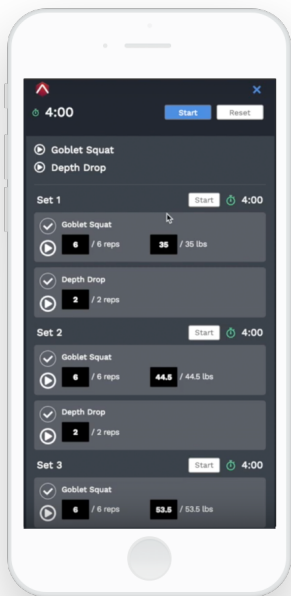 4:00 Start Reset
Goblet Squat
Depth Drop
Set 1 Start 4:00
Goblet Squat
6 / 6 reps 35 / 35 lbs
Depth Drop
2 / 2 reps
Set 2 Start 4:00
Goblet Squat
6 / 6 reps 44.5 / 44.5 lbs
Depth Drop
2 / 2 reps
Set 3 Start 4:00
Goblet Squat
6 / 6 reps 53.5 / 53.5 lbs